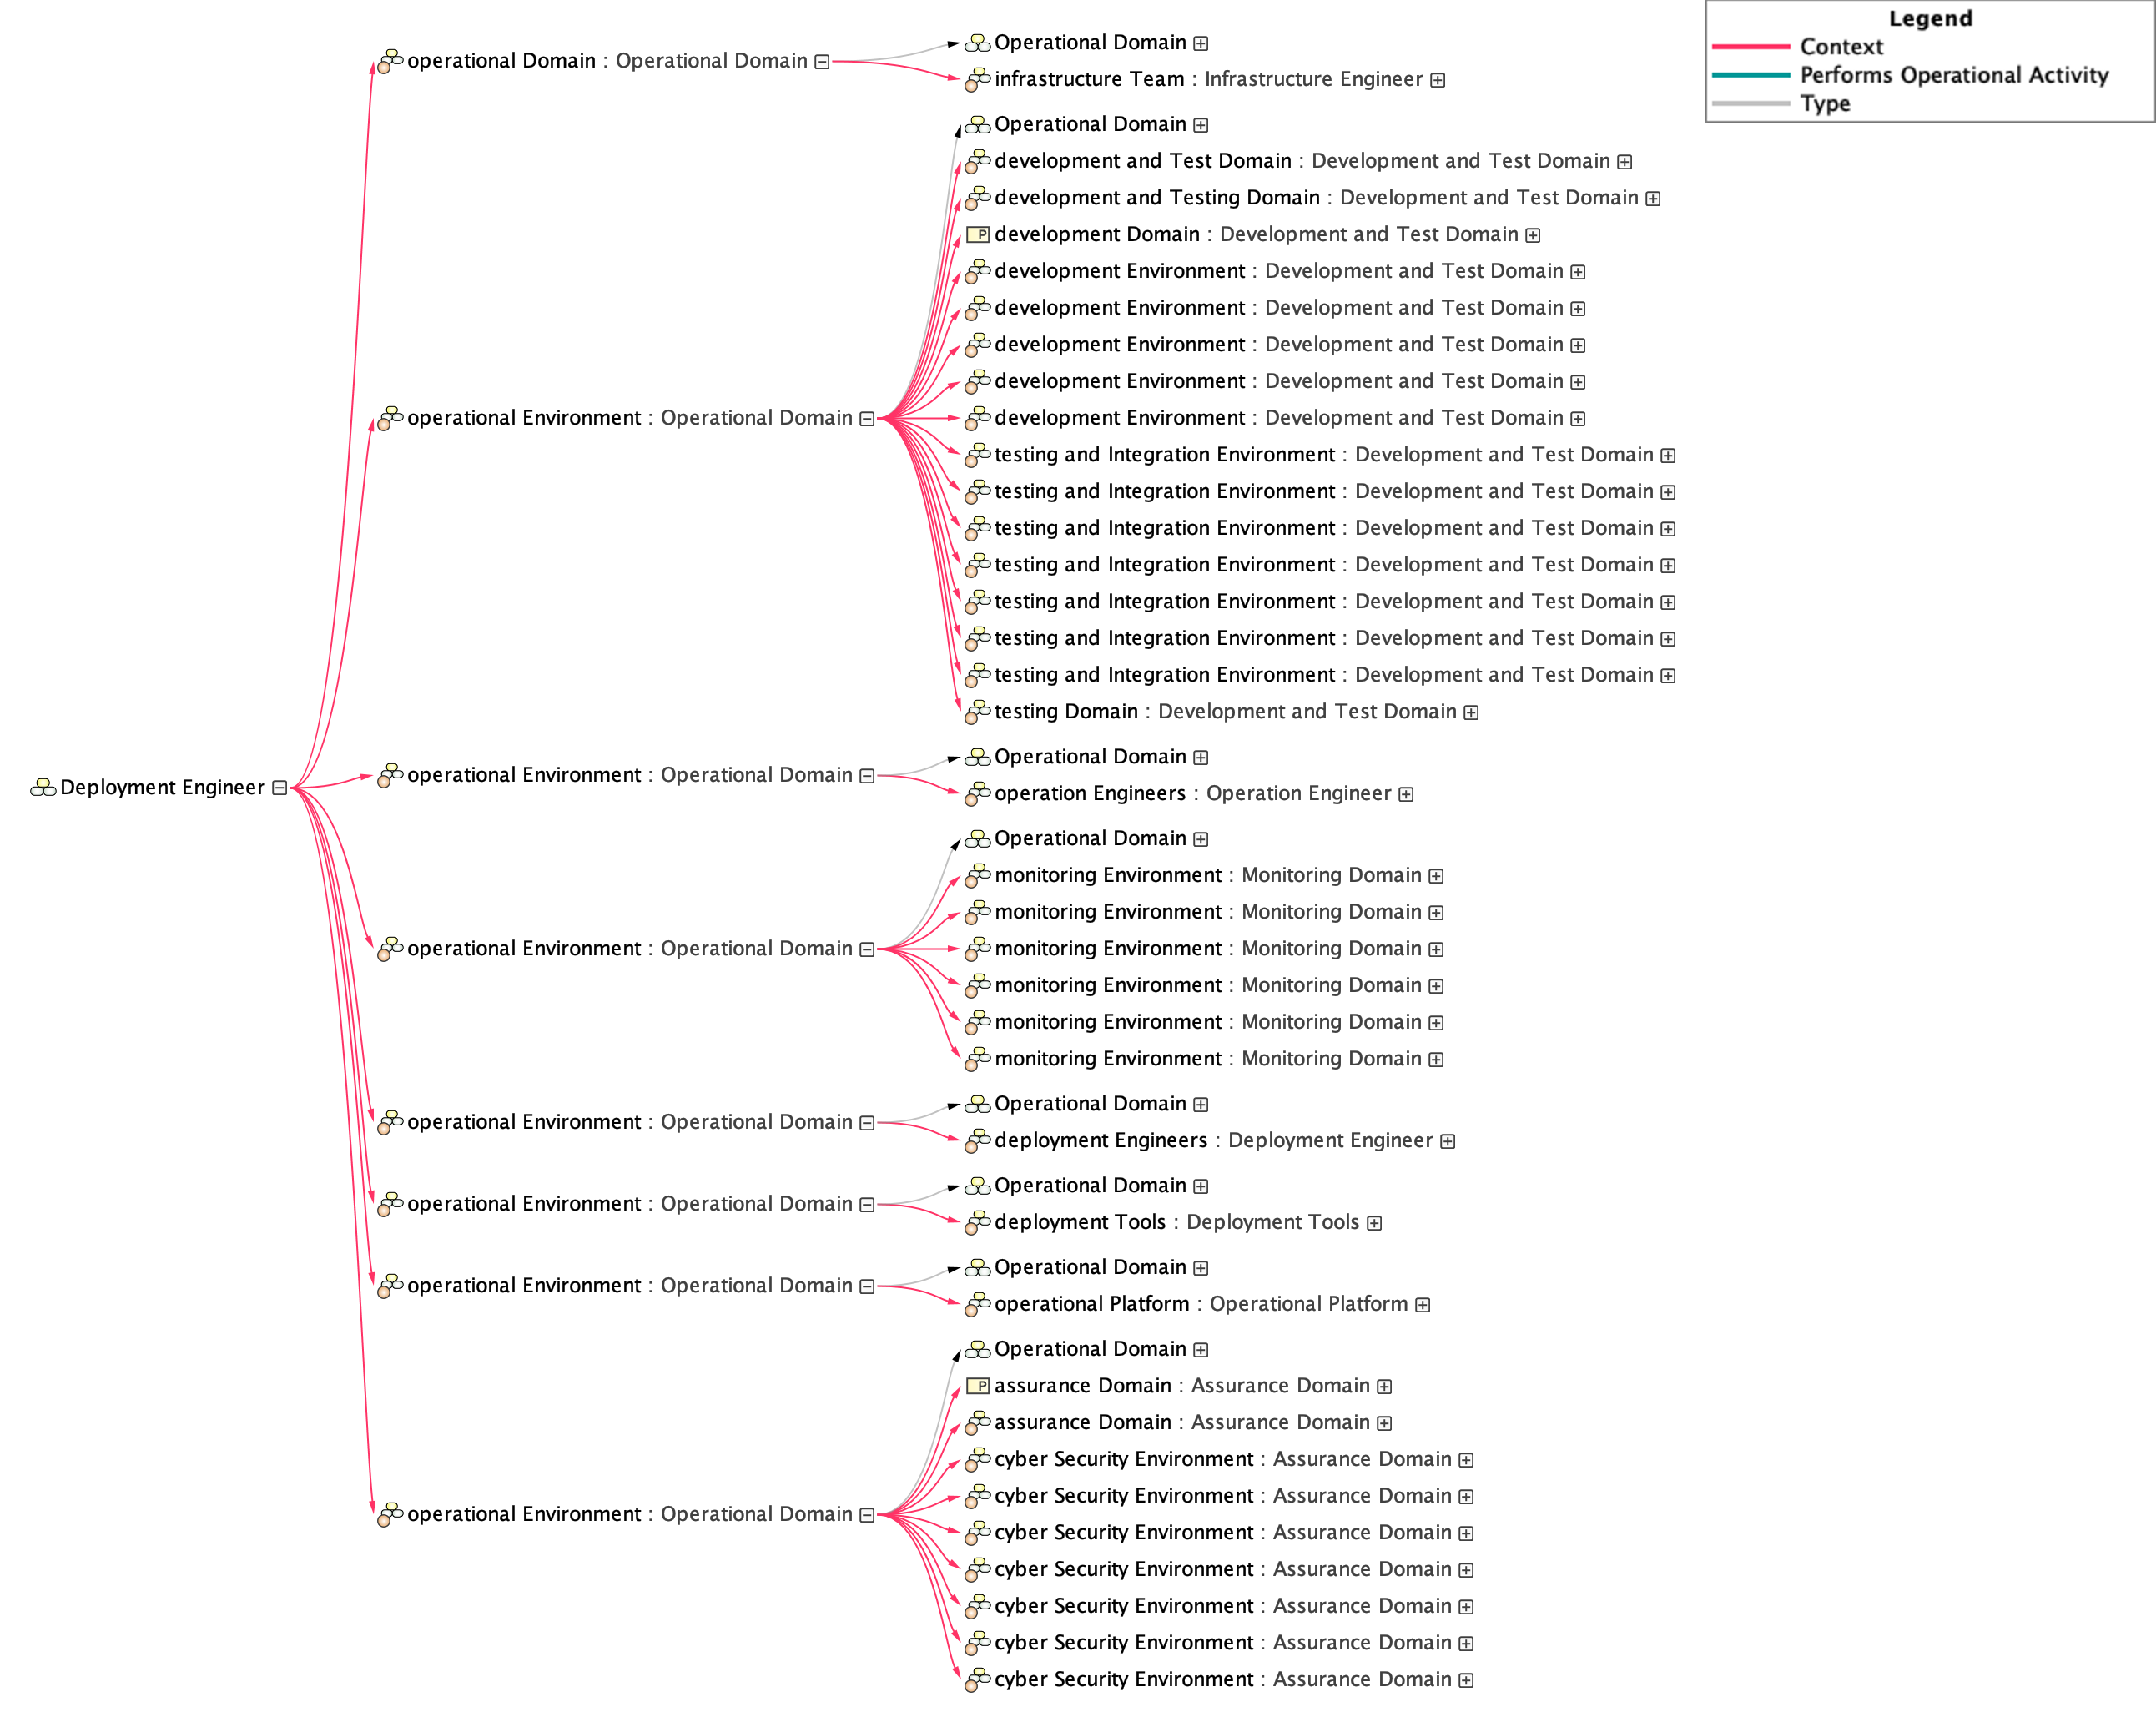 Legend
Context
Performs Operational Activity
Type
Deployment Engineer
operational Domain : Operational Domain
Operational Domain
infrastructure Team : Infrastructure Engineer
operational Environment : Operational Domain
Operational Domain
development and Test Domain : Development and Test Domain
development and Testing Domain : Development and Test Domain
P development Domain : Development and Test Domain
development Environment : Development and Test Domain
development Environment : Development and Test Domain
development Environment : Development and Test Domain
development Environment : Development and Test Domain
development Environment : Development and Test Domain
testing and Integration Environment : Development and Test Domain
testing and Integration Environment : Development and Test Domain
testing and Integration Environment : Development and Test Domain
testing and Integration Environment : Development and Test Domain
testing and Integration Environment : Development and Test Domain
testing and Integration Environment : Development and Test Domain
testing and Integration Environment : Development and Test Domain
testing Domain : Development and Test Domain
operational Environment : Operational Domain
Operational Domain
operation Engineers : Operation Engineer
operational Environment : Operational Domain
Operational Domain
monitoring Environment : Monitoring Domain
monitoring Environment : Monitoring Domain
monitoring Environment : Monitoring Domain
monitoring Environment : Monitoring Domain
monitoring Environment : Monitoring Domain
monitoring Environment : Monitoring Domain
operational Environment : Operational Domain
Operational Domain
deployment Engineers : Deployment Engineer
operational Environment : Operational Domain
Operational Domain
deployment Tools : Deployment Tools
operational Environment : Operational Domain
Operational Domain
operational Platform : Operational Platform
operational Environment : Operational Domain
Operational Domain
P assurance Domain : Assurance Domain
assurance Domain : Assurance Domain
cyber Security Environment : Assurance Domain
cyber Security Environment : Assurance Domain
cyber Security Environment : Assurance Domain
cyber Security Environment : Assurance Domain
cyber Security Environment : Assurance Domain
cyber Security Environment : Assurance Domain
cyber Security Environment : Assurance Domain